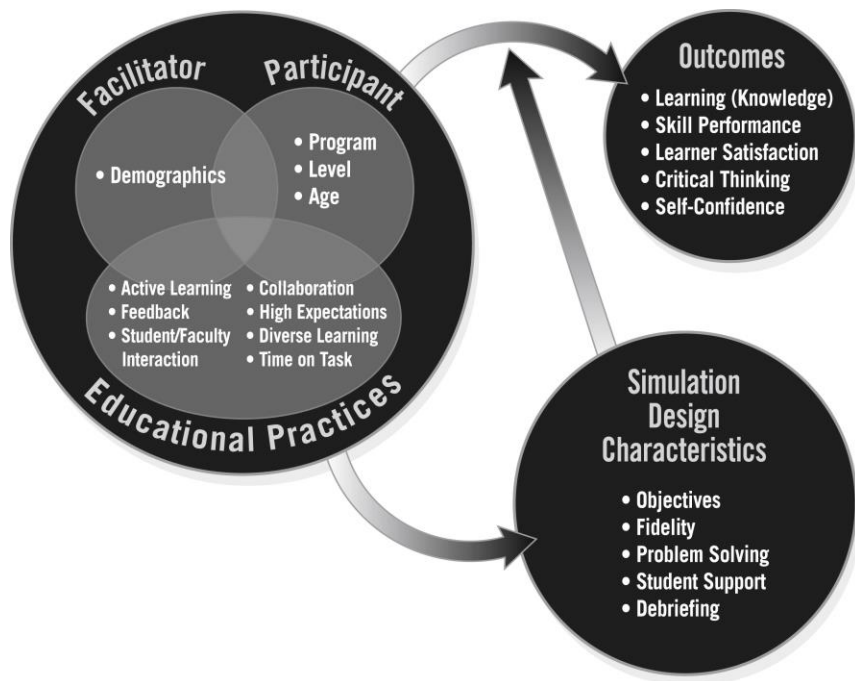 Facilitator
Participant
• Demographics
• Program
• Level
• Age
• Active Learning
• Feedback
• Student/Faculty
Interaction
• Collaboration
• High Expectations
• Diverse Learning
• Time on Task
Educational Practices
Outcomes
• Learning (Knowledge)
• Skill Performance
• Learner Satisfaction
• Critical Thinking
• Self-Confidence
Simulation
Design
Characteristics
• Objectives
• Fidelity
• Problem Solving
• Student Support
• Debriefing